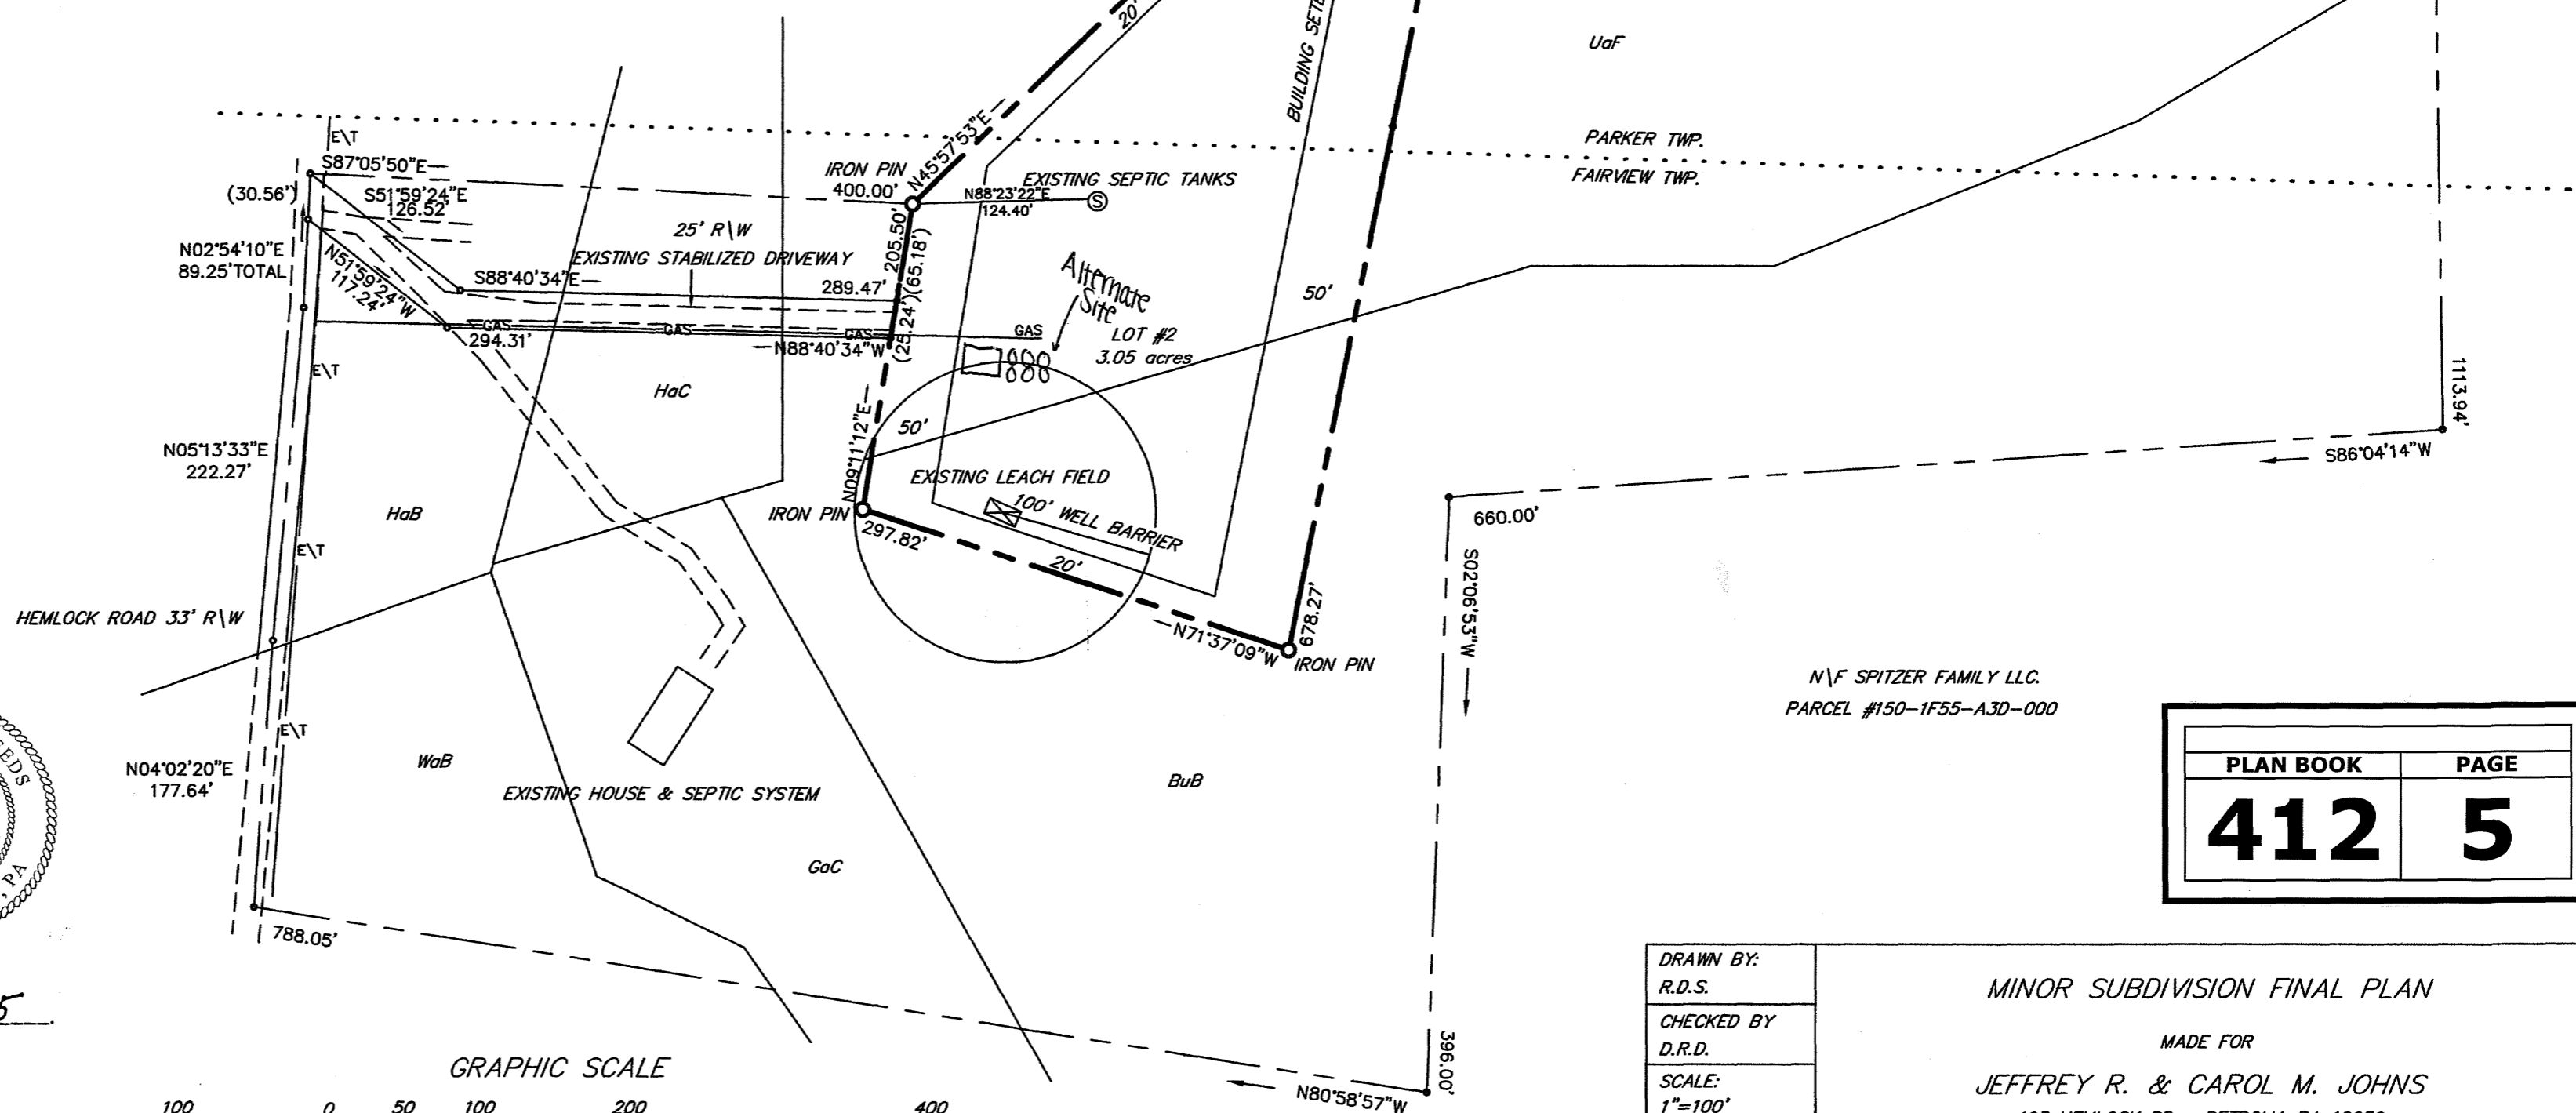 20'
BUILDING
UaF
E\T
PARKER TWP.
FAIRVIEW TWP.
S87°05'50"E
IRON PIN
400.00'
N45°57'53"E
EXISTING SEPTIC TANKS
(30.56')
S51°59'24"E
126.52'
N88°23'22"E
124.40'
S
25' R\W
EXISTING STABILIZED DRIVEWAY
205.50'
(65.18')
N02°54'10"E
89.25'TOTAL
N51°59'24"W
117.24'
S88°40'34"E
289.47'
Alternate
Site
50'
GAS
GAS
GAS
GAS
294.31'
N88°40'34"W
(25.24')
LOT #2
3.05 acres
E\T
HaC
1113.94'
N09°11'12"E
50'
N05°13'33"E
222.27'
S86°04'14"W
EXISTING LEACH FIELD
100' WELL BARRIER
HaB
IRON PIN
297.82'
660.00'
E\T
20'
S02°06'53"W
HEMLOCK ROAD 33' R\W
N71°37'09"W
678.27'
IRON PIN
N\F SPITZER FAMILY LLC.
PARCEL #150-1F55-A3D-000
E\T
EDS
, PA
N04°02'20"E
177.64'
WaB
EXISTING HOUSE & SEPTIC SYSTEM
BuB
GaC
PLAN BOOK
PAGE
412
5
788.05'
5
396.00'
N80°58'57"W
GRAPHIC SCALE
100 0 50 100 200 400
DRAWN BY:
R.D.S.
CHECKED BY
D.R.D.
SCALE:
1"=100'
MINOR SUBDIVISION FINAL PLAN
MADE FOR
JEFFREY R. & CAROL M. JOHNS